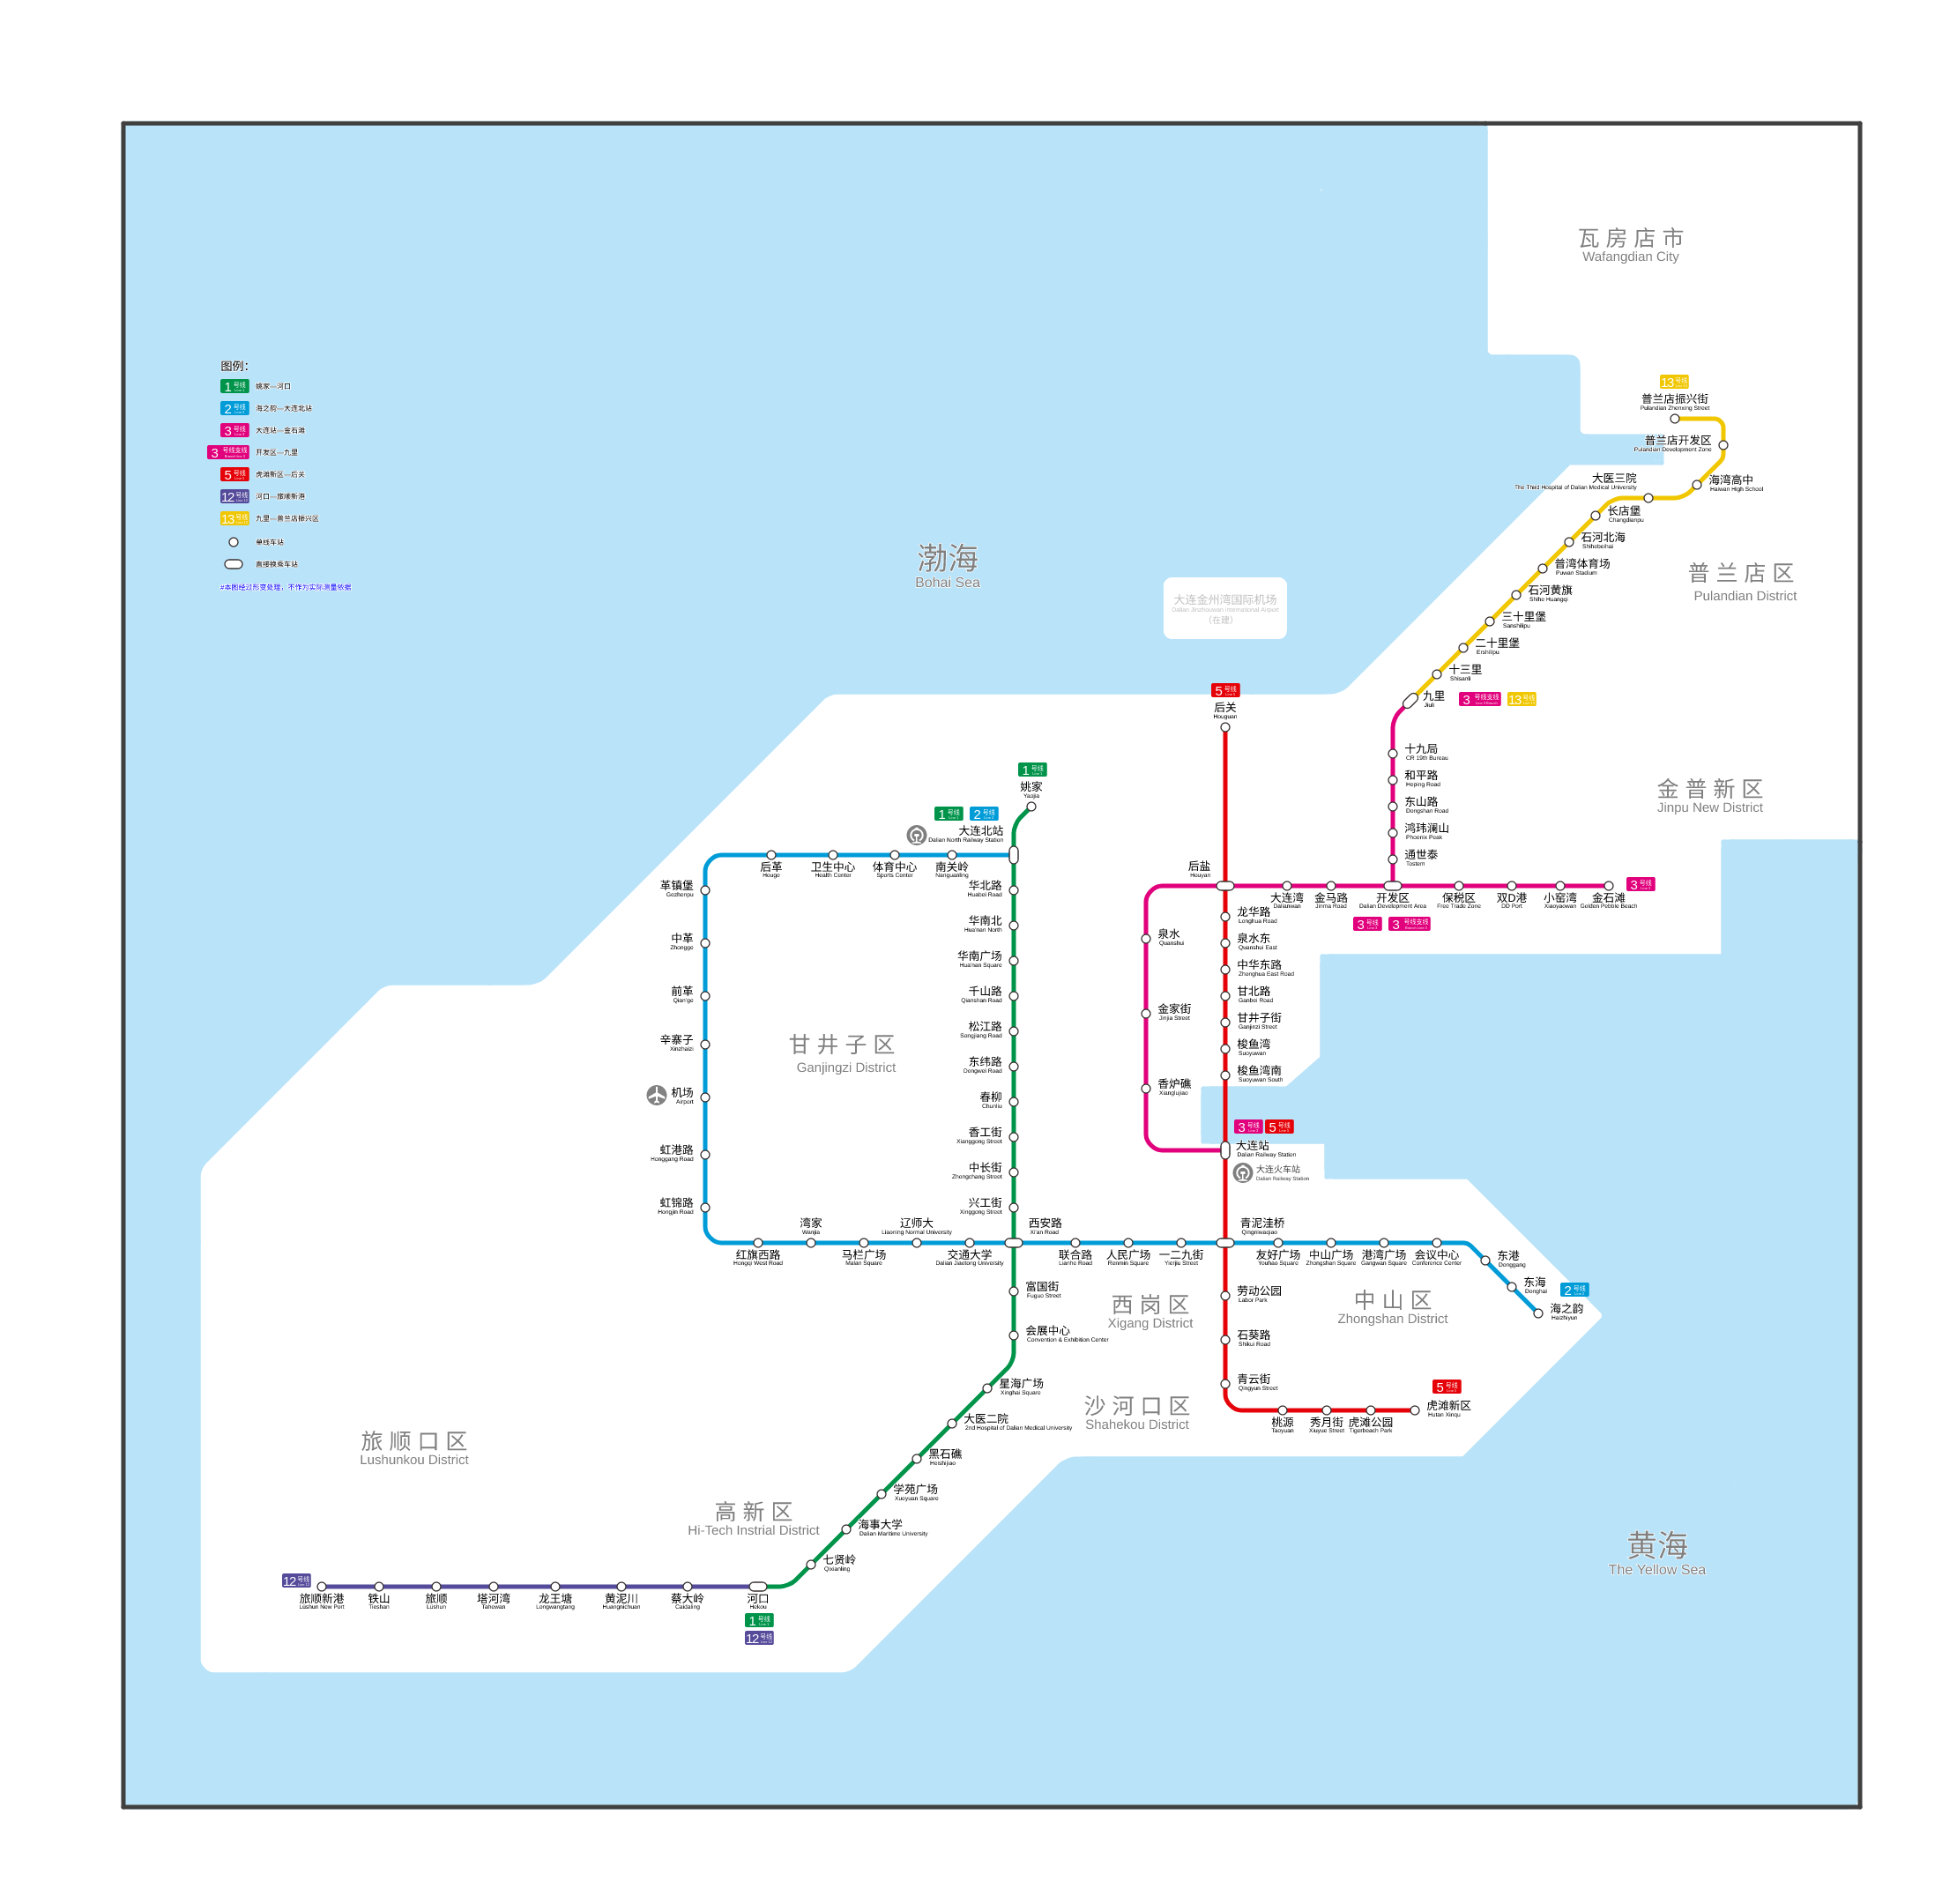 瓦房店市
Wafangdian City
图例：
1 号线 姚家—河口
2 号线 海之韵—大连北站
3 号线 大连站—金石滩
3 号线支线 开发区—九里
5 号线 虎滩新区—后关
12 号线 河口—旅顺新港
13 号线 九里—普兰店振兴区
单线车站
直接换乘车站
#本图经过形变处理，不作为实际测量依据
13 号线
普兰店振兴街
Pulandian Zhenxing Street
普兰店开发区
Pulandian Development Zone
大医三院
The Third Hospital of Dalian Medical University
海湾高中
Haiwan High School
长店堡
Changdianpu
石河北海
Shihebeihai
普湾体育场
Puwan Stadium
石河黄旗
Shihe Huangqi
三十里堡
Sanshilipu
二十里堡
Ershilipu
十三里
Shisanli
九里
Jiuli
3 号线支线
13 号线
渤海
Bohai Sea
大连金州湾国际机场
Dalian Jinzhouwan International Airport
（在建）
普兰店区
Pulandian District
金普新区
Jinpu New District
5 号线
后关
Houguan
十九局
CR 19th Bureau
和平路
Heping Road
东山路
Dongshan Road
鸿玮澜山
Phoenix Peak
通世泰
Tostem
1 号线
姚家
Yaojia
1 号线
2 号线
大连北站
Dalian North Railway Station
后革
Houge
卫生中心
Health Center
体育中心
Sports Center
南关岭
Nanguanling
后盐
Houyan
大连湾
Dalianwan
金马路
Jinma Road
开发区
Dalian Development Area
保税区
Free Trade Zone
双D港
DD Port
小窑湾
Xiaoyaowan
金石滩
Golden Pebble Beach
3 号线
3 号线
3 号线支线
革镇堡
Gezhenpu
中革
Zhongge
前革
Qian'ge
辛寨子
Xinzhaizi
机场
Airport
虹港路
Honggang Road
虹锦路
Hongjin Road
华北路
Huabei Road
华南北
Hua'nan North
华南广场
Hua'nan Square
千山路
Qianshan Road
松江路
Songjiang Road
东纬路
Dongwei Road
春柳
Chunliu
香工街
Xianggong Street
中长街
Zhongchang Street
兴工街
Xinggong Street
甘井子区
Ganjingzi District
泉水
Quanshui
金家街
Jinjia Street
香炉礁
Xianglujiao
龙华路
Longhua Road
泉水东
Quanshui East
中华东路
Zhonghua East Road
甘北路
Ganbei Road
甘井子街
Ganjinzi Street
梭鱼湾
Suoyuwan
梭鱼湾南
Suoyuwan South
3 号线
5 号线
大连站
Dalian Railway Station
大连火车站
Dalian Railway Station
红旗西路
Hongqi West Road
湾家
Wanjia
马栏广场
Malan Square
辽师大
Liaoning Normal University
交通大学
Dalian Jiaotong University
西安路
Xi'an Road
联合路
Lianhe Road
人民广场
Renmin Square
一二九街
Yierjiu Street
青泥洼桥
Qingniwaqiao
友好广场
Youhao Square
中山广场
Zhongshan Square
港湾广场
Gangwan Square
会议中心
Conference Center
东港
Donggang
东海
Donghai
2 号线
海之韵
Haizhiyun
富国街
Fuguo Street
会展中心
Convention & Exhibition Center
西岗区
Xigang District
中山区
Zhongshan District
沙河口区
Shahekou District
劳动公园
Labor Park
石葵路
Shikui Road
青云街
Qingyun Street
桃源
Taoyuan
秀月街
Xiuyue Street
虎滩公园
Tigerbeach Park
5 号线
虎滩新区
Hutan Xinqu
星海广场
Xinghai Square
大医二院
2nd Hospital of Dalian Medical University
黑石礁
Heishijiao
学苑广场
Xueyuan Square
海事大学
Dalian Maritime University
七贤岭
Qixianling
旅顺口区
Lushunkou District
高新区
Hi-Tech Instrial District
黄海
The Yellow Sea
12 号线
旅顺新港
Lushun New Port
铁山
Tieshan
旅顺
Lushun
塔河湾
Tahewan
龙王塘
Longwangtang
黄泥川
Huangnichuan
蔡大岭
Caidaling
河口
Hekou
1 号线
12 号线